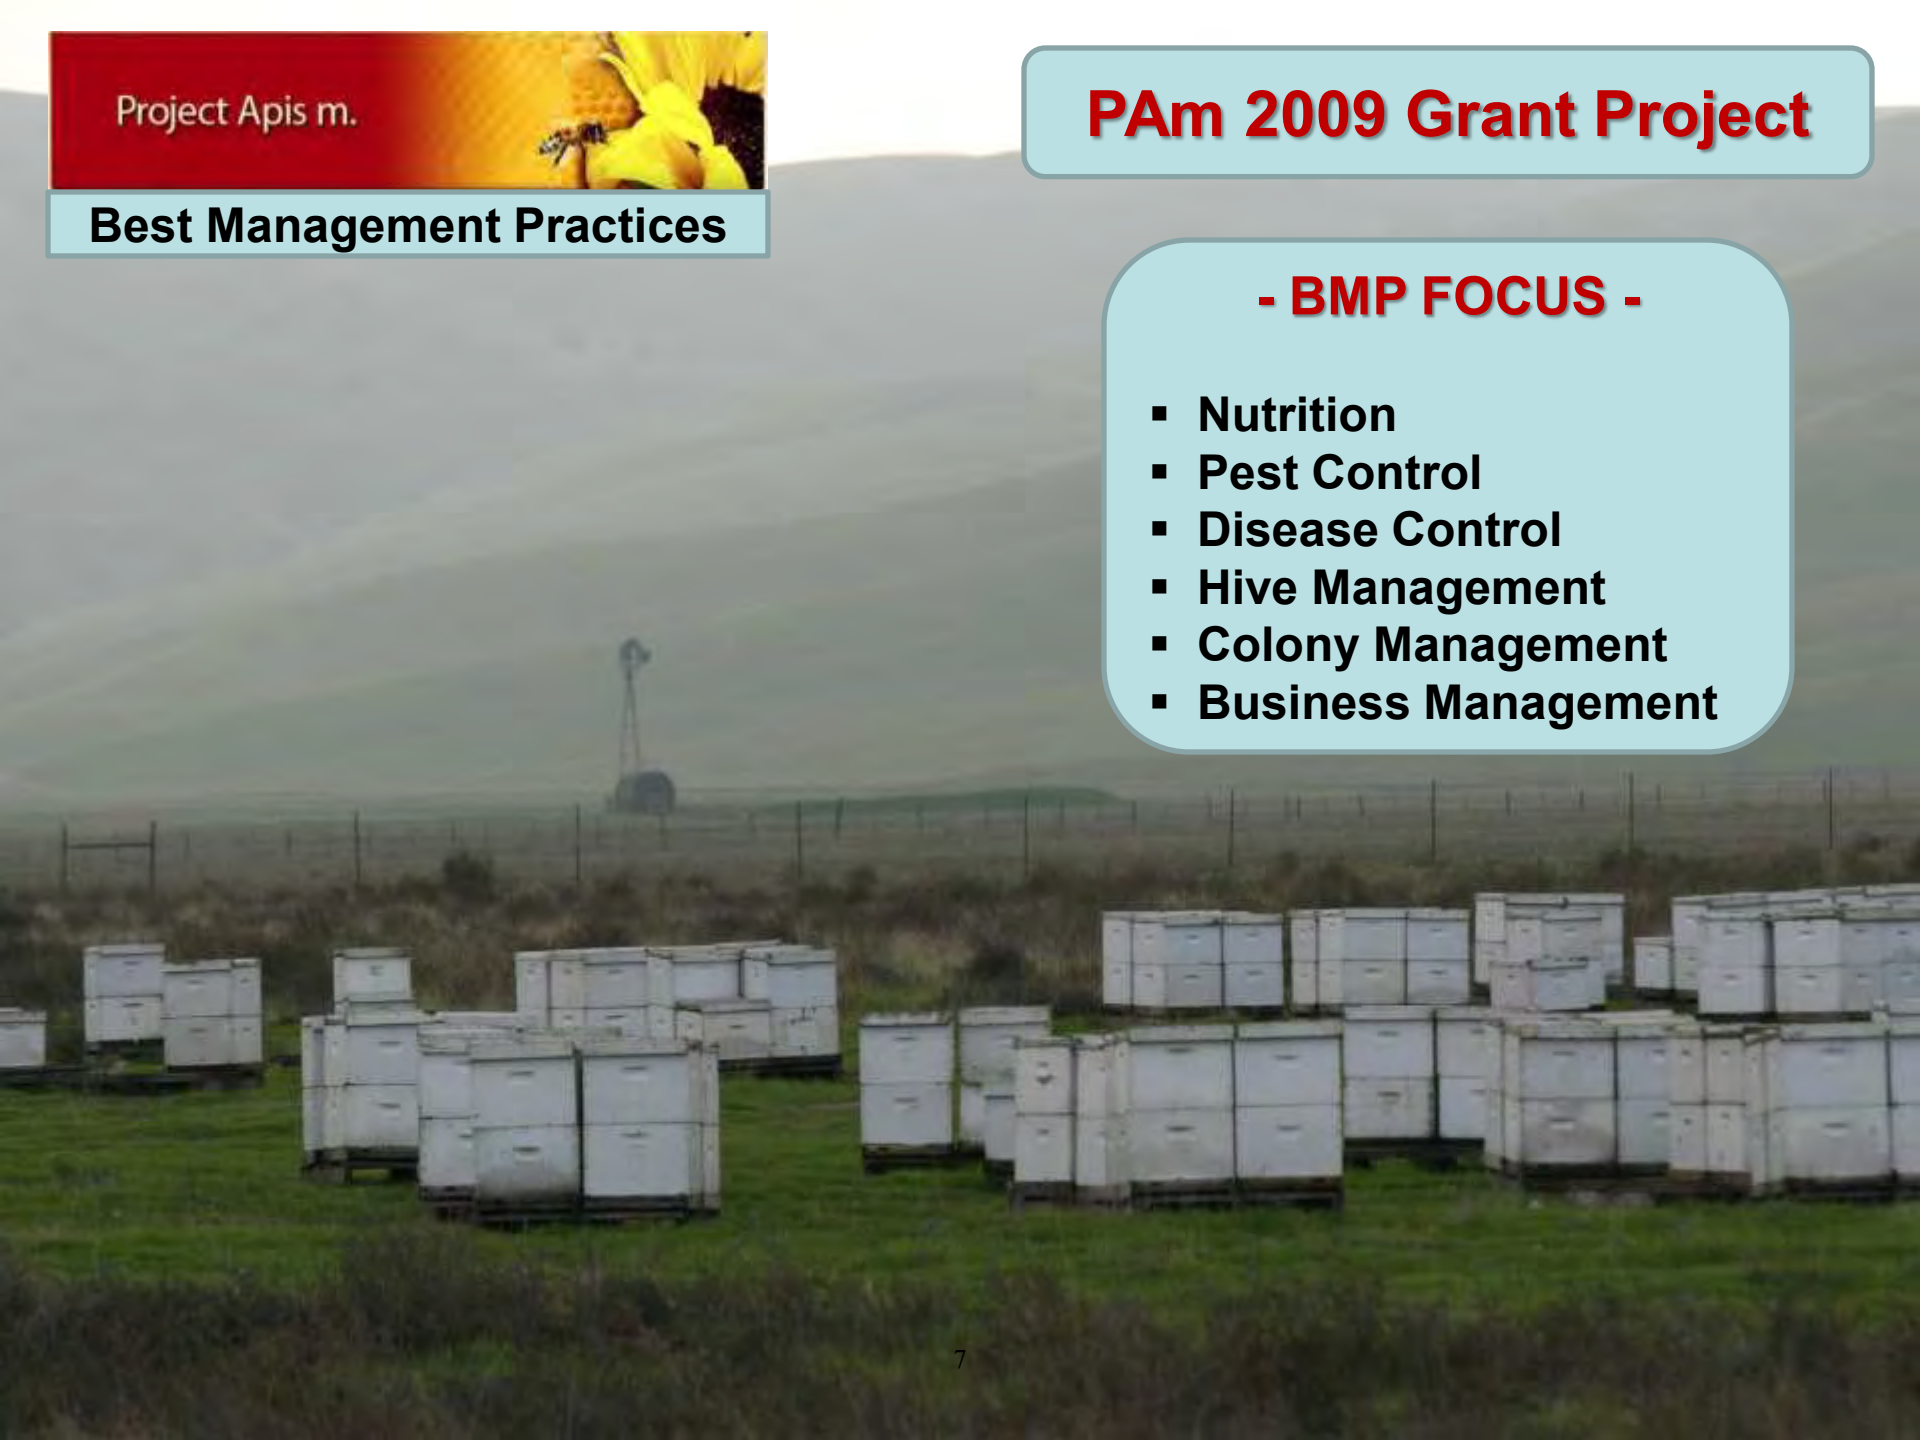 Project Apis m.
Best Management Practices
PAm 2009 Grant Project
- BMP FOCUS -
▪ Nutrition
▪ Pest Control
▪ Disease Control
▪ Hive Management
▪ Colony Management
▪ Business Management
7